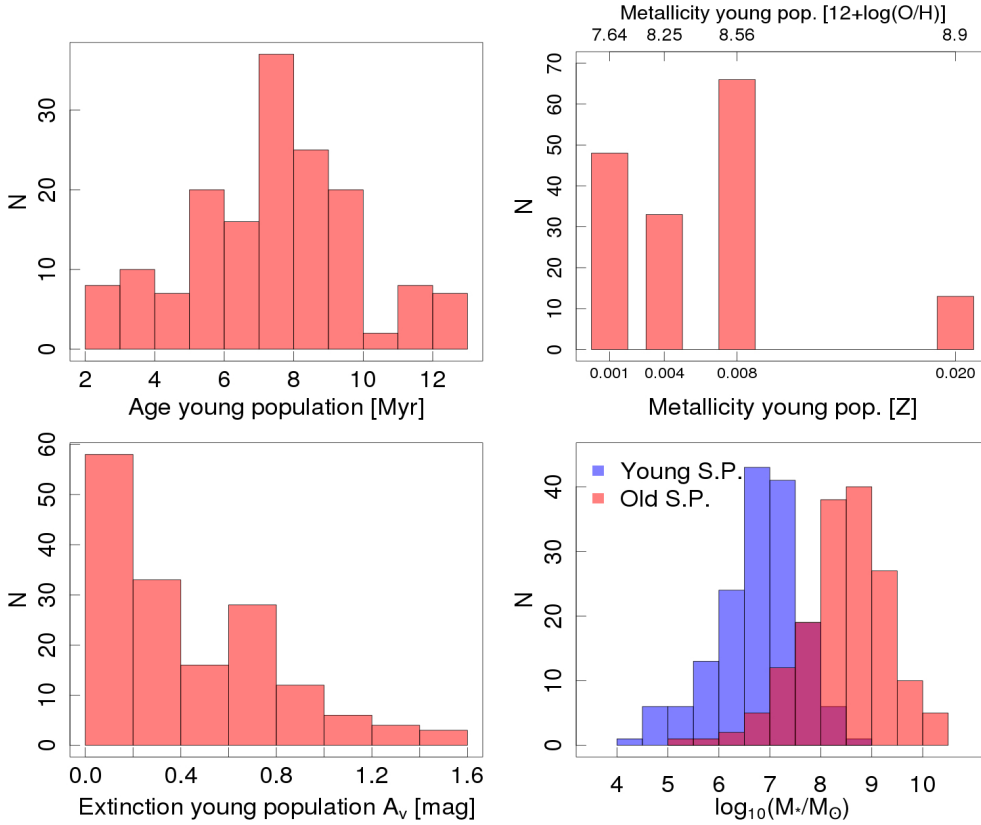 Metallicity young pop. [12+log(O/H)]
7.64 8.25 8.56 8.9
N
0 10 20 30
2 4 6 8 10 12
Age young population [Myr]
N
0 10 20 30 40 50 60 70
0.001 0.004 0.008 0.020
Metallicity young pop. [Z]
N
0 10 20 30 40 50 60
0.0 0.4 0.8 1.2 1.6
Extinction young population Av [mag]
Young S.P.
Old S.P.
N
0 10 20 30 40
4 5 6 7 8 9 10
log10(M*/M⊙)